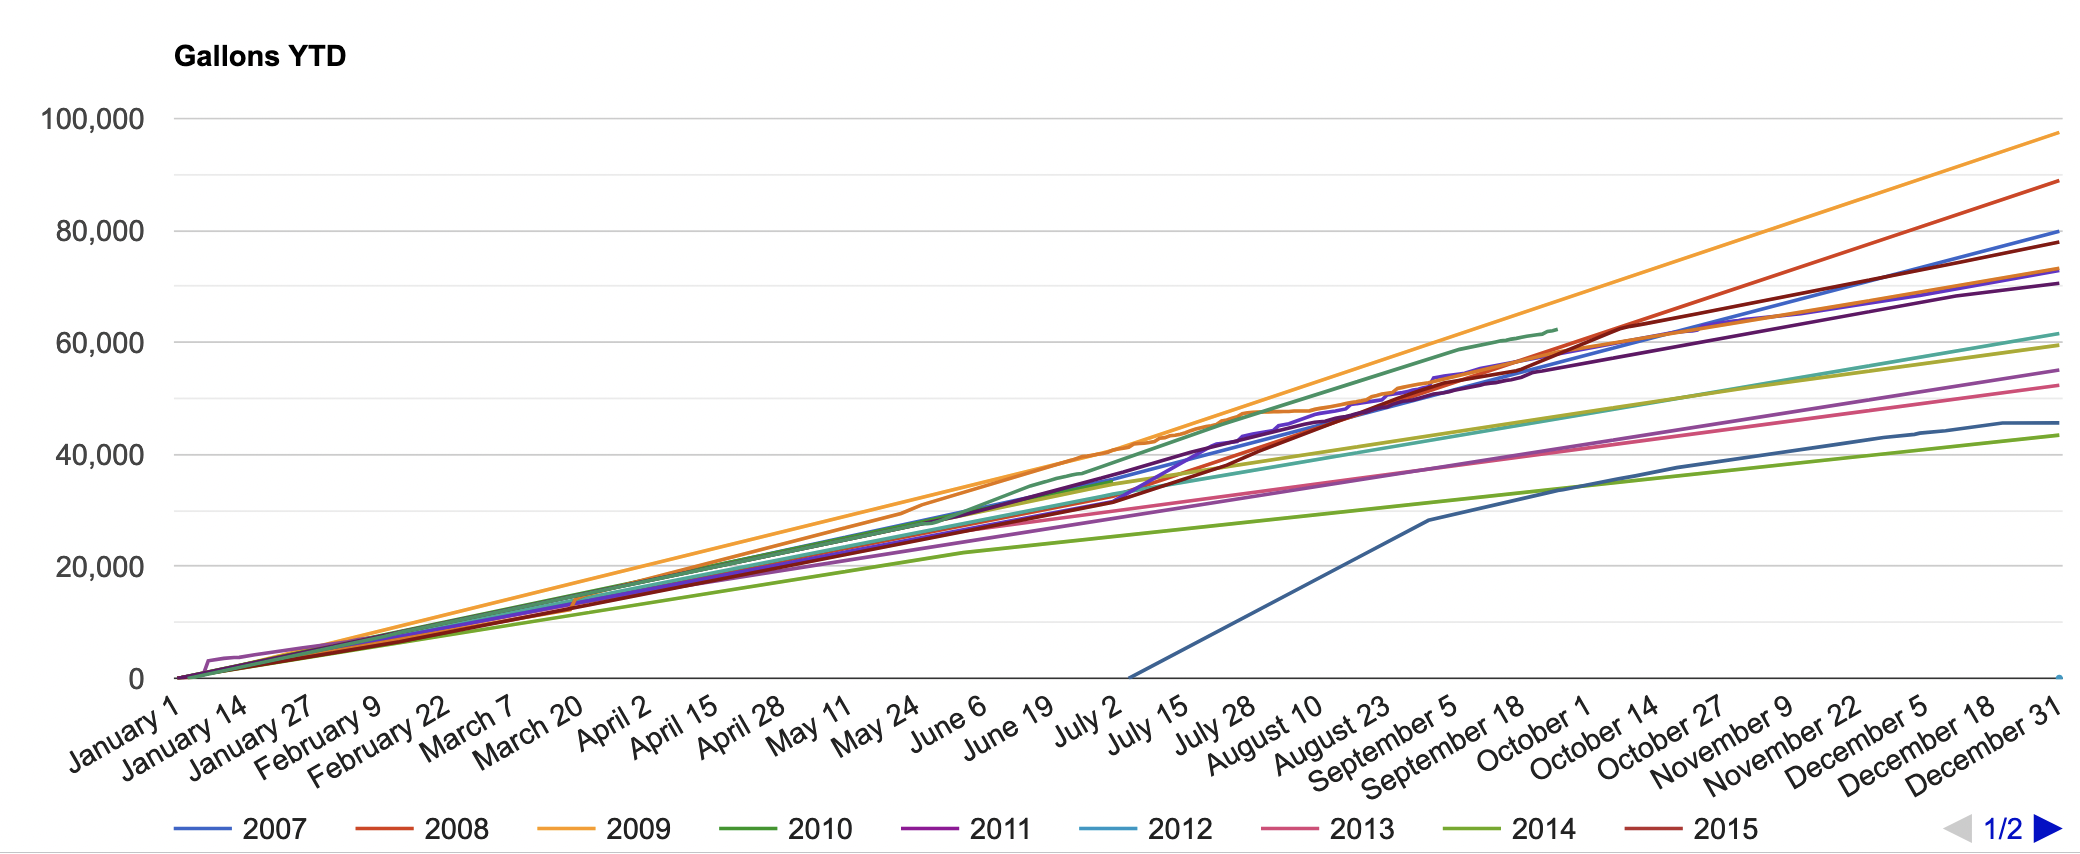 Gallons YTD
100,000
80,000
60,000
40,000
20,000
0
January 1
January 14
January 27
February 9
February 22
March 7
March 20
April 2
April 15
April 28
May 11
May 24
June 6
June 19
July 2
July 15
July 28
August 10
August 23
September 5
September 18
October 1
October 14
October 27
November 9
November 22
December 5
December 18
December 31
2007 2008 2009 2010 2011 2012 2013 2014 2015 1/2